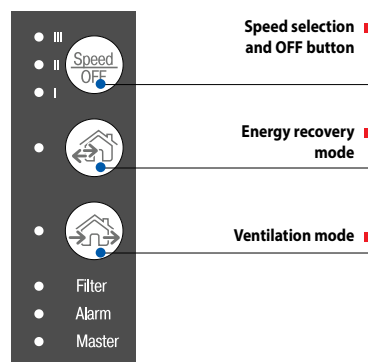 III
II
I
Speed
OFF
Speed selection
and OFF button
Energy recovery
mode
Ventilation mode
Filter
Alarm
Master